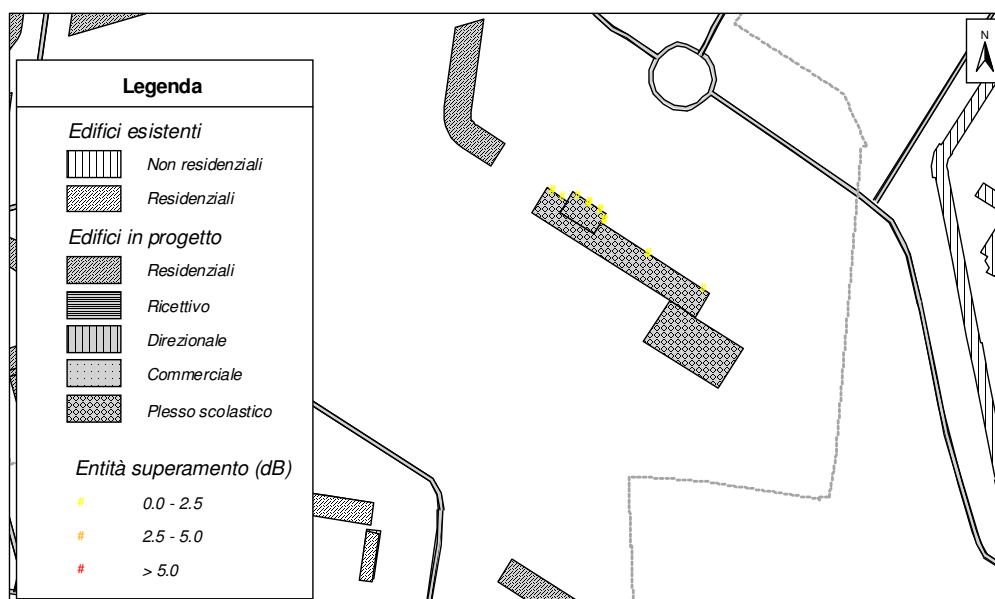 N
Legenda
Edifici esistenti
Non residenziali
Residenziali
Edifici in progetto
Residenziali
Ricettivo
Direzionale
Commerciale
Plesso scolastico
Entità superamento (dB)
# 0.0 - 2.5
# 2.5 - 5.0
# > 5.0